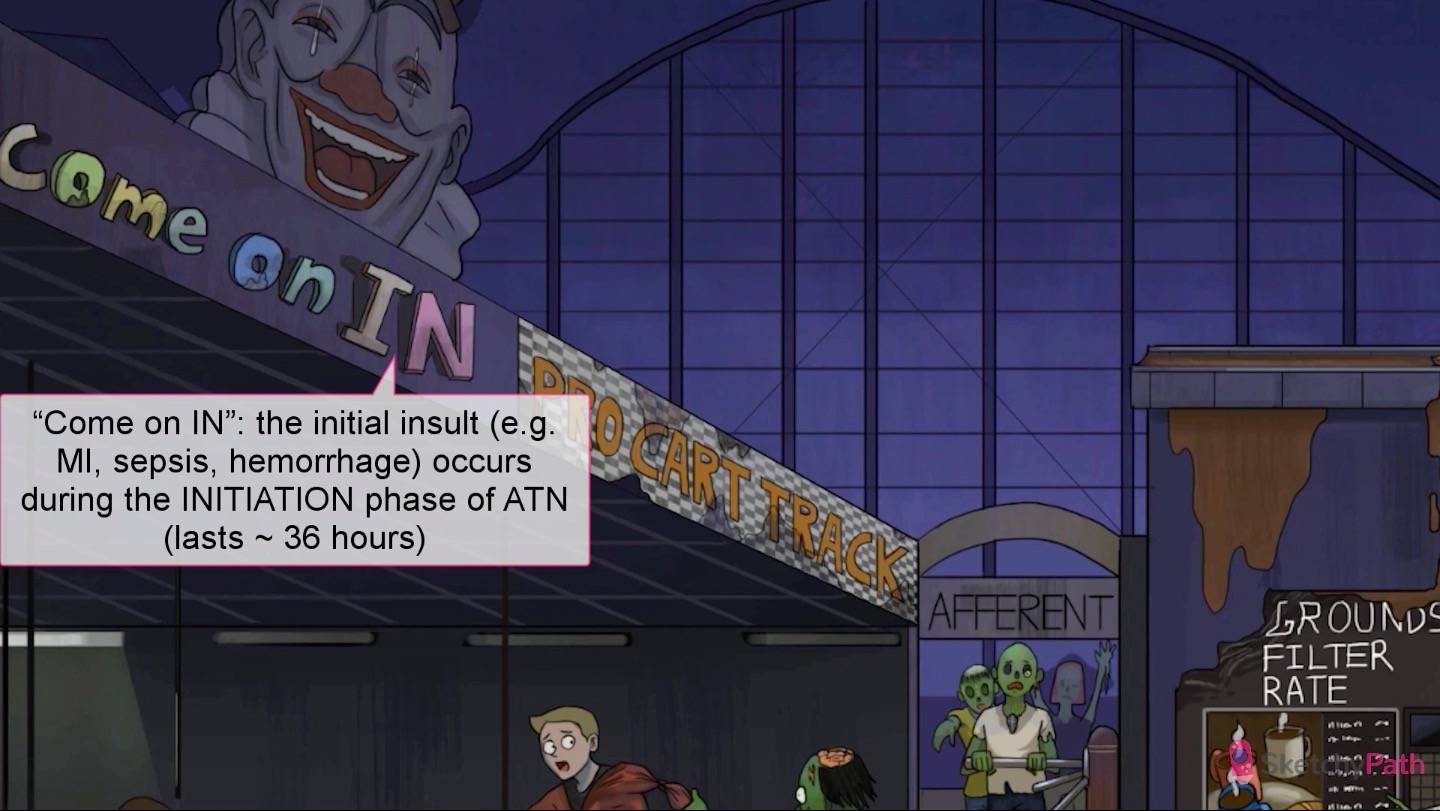 Come on IN
PRO CART TRACK
“Come on IN”: the initial insult (e.g.
MI, sepsis, hemorrhage) occurs
during the INITIATION phase of ATN
(lasts ~ 36 hours)
AFFERENT
GROUNDS
FILTER
RATE
SketchyPath